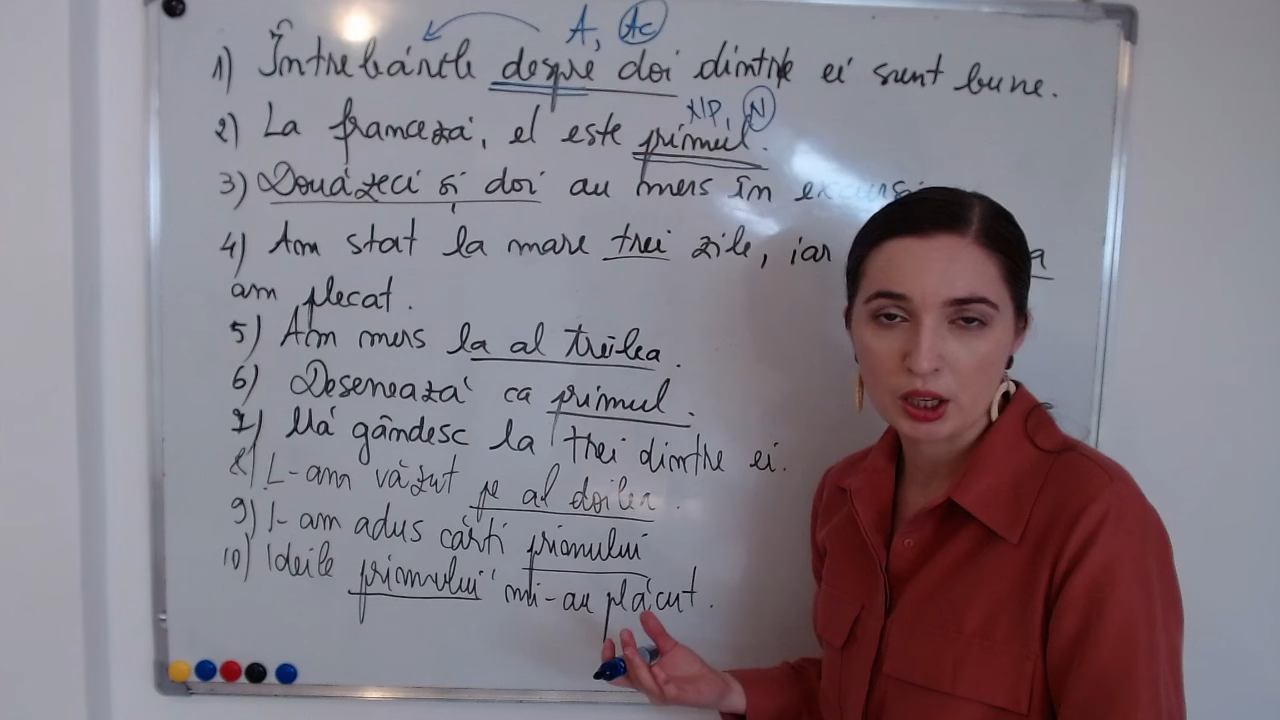 A, Ac
1) Întrebările despre doi dintre ei sunt bune.
NP, N
2) La franceză, el este primul.
3) Douăzeci și doi au mers în
4) Am stat la mare trei zile, iar
am plecat.
5) Am mers la al treilea.
6) Desenează ca primul.
7) Mă gândesc la trei dintre ei.
8) L-am văzut pe al doilea.
9) I-am adus cărți primului
10) Ideile primului mi-au plăcut.